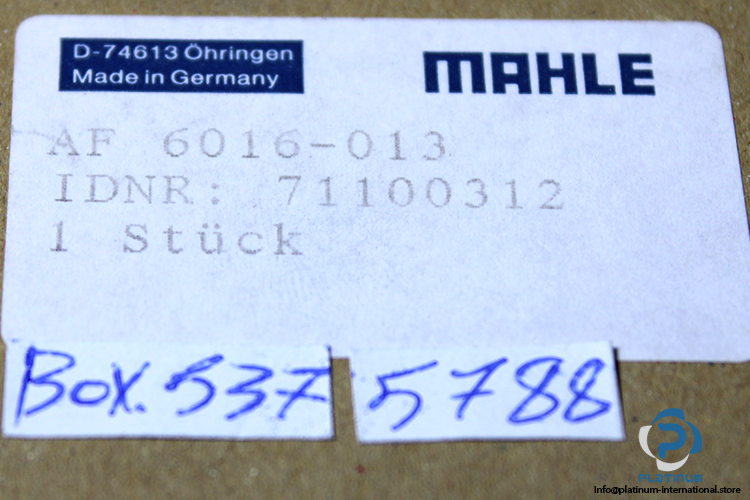 D-74613 Öhringen
Made in Germany
MAHLE
AF 6016-013
IDNR: 71100312
1 Stück
Box. 537
5788
PLATINUM
Info@platinum-international.store